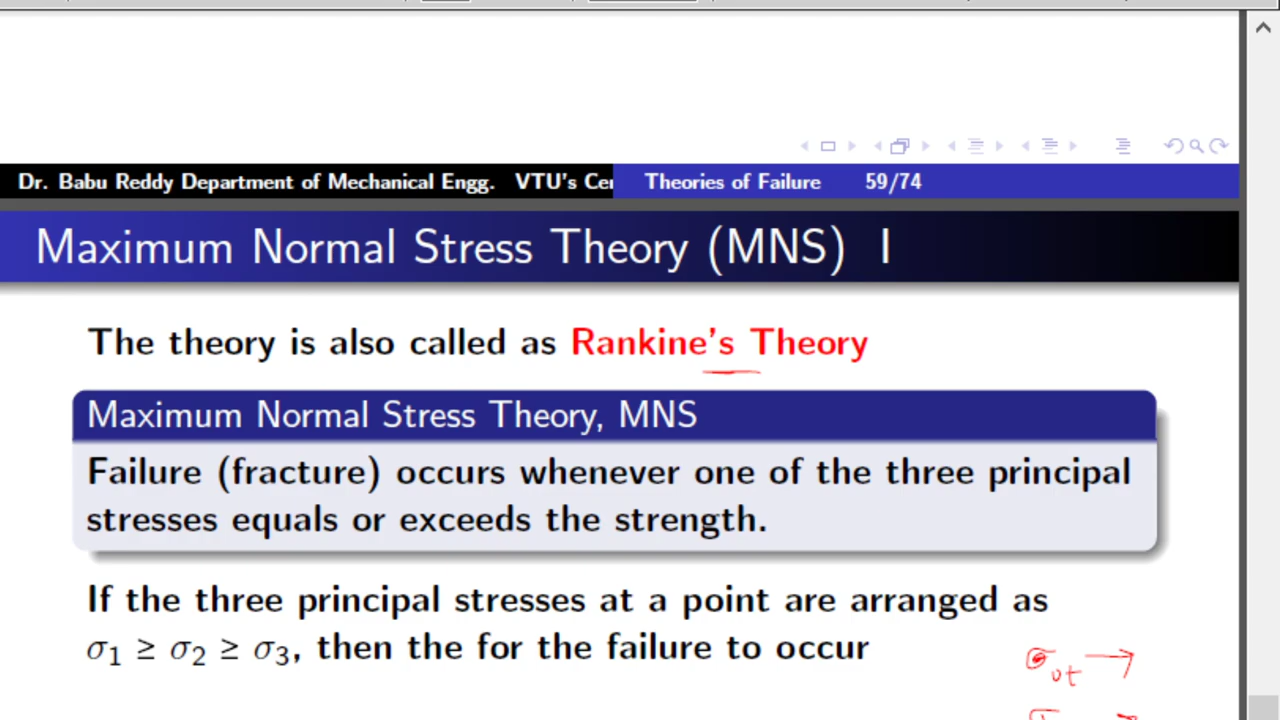 Dr. Babu Reddy Department of Mechanical Engg. VTU's Cen Theories of Failure 59/74
Maximum Normal Stress Theory (MNS) I
The theory is also called as Rankine's Theory
Maximum Normal Stress Theory, MNS
Failure (fracture) occurs whenever one of the three principal
stresses equals or exceeds the strength.
If the three principal stresses at a point are arranged as
σ₁ ≥ σ₂ ≥ σ₃, then the for the failure to occur
σut →